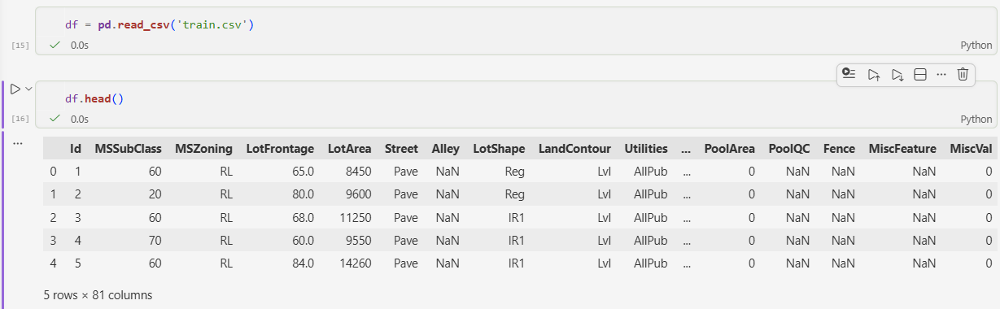 df = pd.read_csv('train.csv')
[15] 0.0s Python
df.head()
[16] 0.0s Python
... Id MSSubClass MSZoning LotFrontage LotArea Street Alley LotShape LandContour Utilities ... PoolArea PoolQC Fence MiscFeature MiscVal
0 1 60 RL 65.0 8450 Pave NaN Reg Lvl AllPub ... 0 NaN NaN NaN 0
1 2 20 RL 80.0 9600 Pave NaN Reg Lvl AllPub ... 0 NaN NaN NaN 0
2 3 60 RL 68.0 11250 Pave NaN IR1 Lvl AllPub ... 0 NaN NaN NaN 0
3 4 70 RL 60.0 9550 Pave NaN IR1 Lvl AllPub ... 0 NaN NaN NaN 0
4 5 60 RL 84.0 14260 Pave NaN IR1 Lvl AllPub ... 0 NaN NaN NaN 0
5 rows × 81 columns